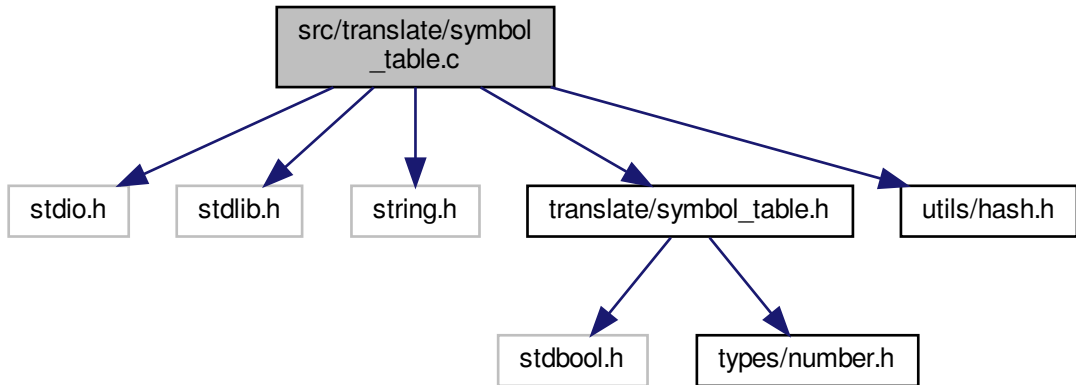 src/translate/symbol
_table.c
stdio.h
stdlib.h
string.h
translate/symbol_table.h
utils/hash.h
stdbool.h
types/number.h